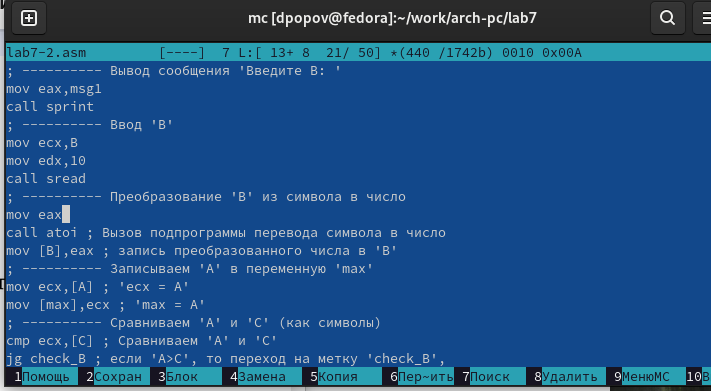 mc [dpopov@fedora]:~/work/arch-pc/lab7
lab7-2.asm [----] 7 L:[ 13+ 8 21/ 50] *(440 /1742b) 0010 0x00A
; ---------- Вывод сообщения 'Введите B: '
mov eax,msg1
call sprint
; ---------- Ввод 'B'
mov ecx,B
mov edx,10
call sread
; ---------- Преобразование 'B' из символа в число
mov eax
call atoi ; Вызов подпрограммы перевода символа в число
mov [B],eax ; запись преобразованного числа в 'B'
; ---------- Записываем 'A' в переменную 'max'
mov ecx,[A] ; 'ecx = A'
mov [max],ecx ; 'max = A'
; ---------- Сравниваем 'A' и 'С' (как символы)
cmp ecx,[C] ; Сравниваем 'A' и 'С'
jg check_B ; если 'A>C', то переход на метку 'check_B',
1Помощь 2Сохран 3Блок 4Замена 5Копия 6Пер~ить 7Поиск 8Удалить 9МенюMC 10В